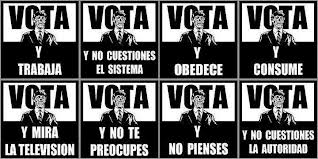 VOTA
Y
TRABAJA
VOTA
Y NO CUESTIONES
EL SISTEMA
VOTA
Y
OBEDECE
VOTA
Y
CONSUME
VOTA
Y MIRA
LA TELEVISION
VOTA
Y NO TE
PREOCUPES
VOTA
Y NO
PIENSES
VOTA
Y NO CUESTIONES
LA AUTORIDAD